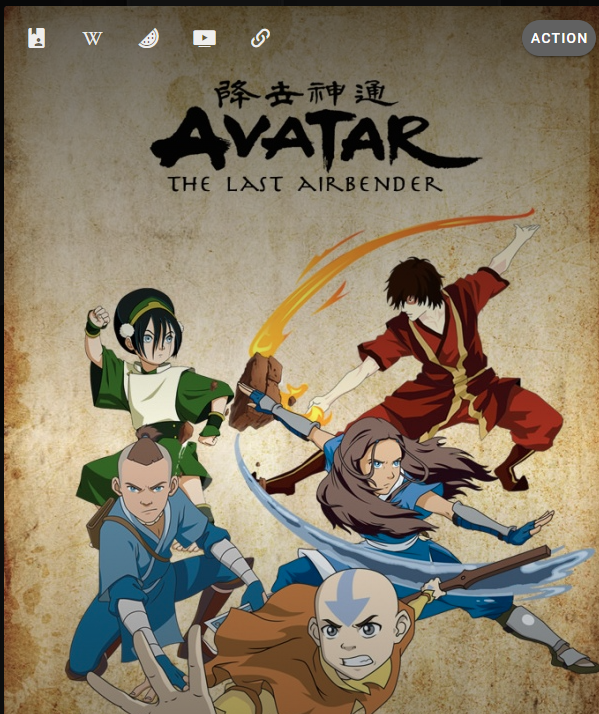 W
ACTION
降去神通
AVATAR
THE LAST AIRBENDER